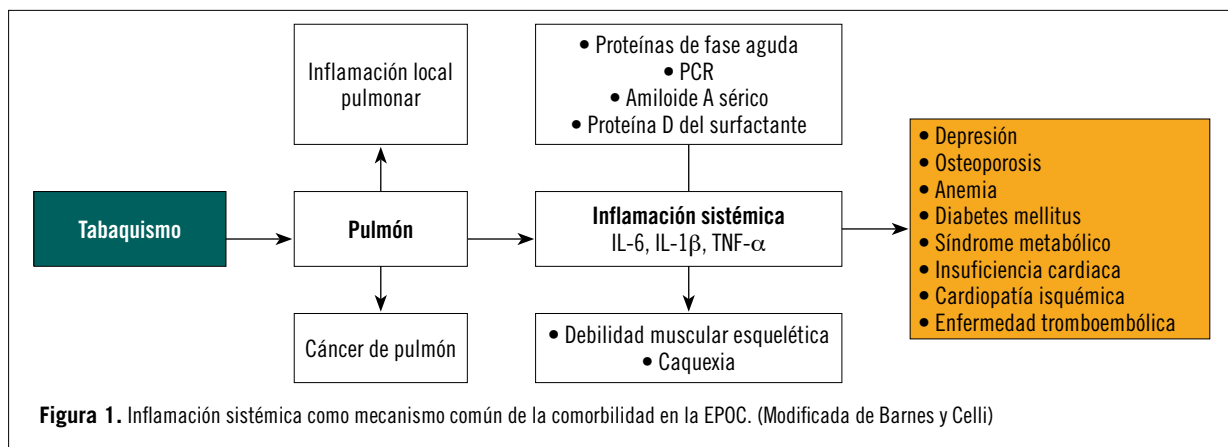 Inflamación local
pulmonar
• Proteínas de fase aguda
• PCR
• Amiloide A sérico
• Proteína D del surfactante
Tabaquismo
Pulmón
Inflamación sistémica
IL-6, IL-1β, TNF-α
• Depresión
• Osteoporosis
• Anemia
• Diabetes mellitus
• Síndrome metabólico
• Insuficiencia cardiaca
• Cardiopatía isquémica
• Enfermedad tromboembólica
Cáncer de pulmón
• Debilidad muscular esquelética
• Caquexia
Figura 1. Inflamación sistémica como mecanismo común de la comorbilidad en la EPOC. (Modificada de Barnes y Celli)